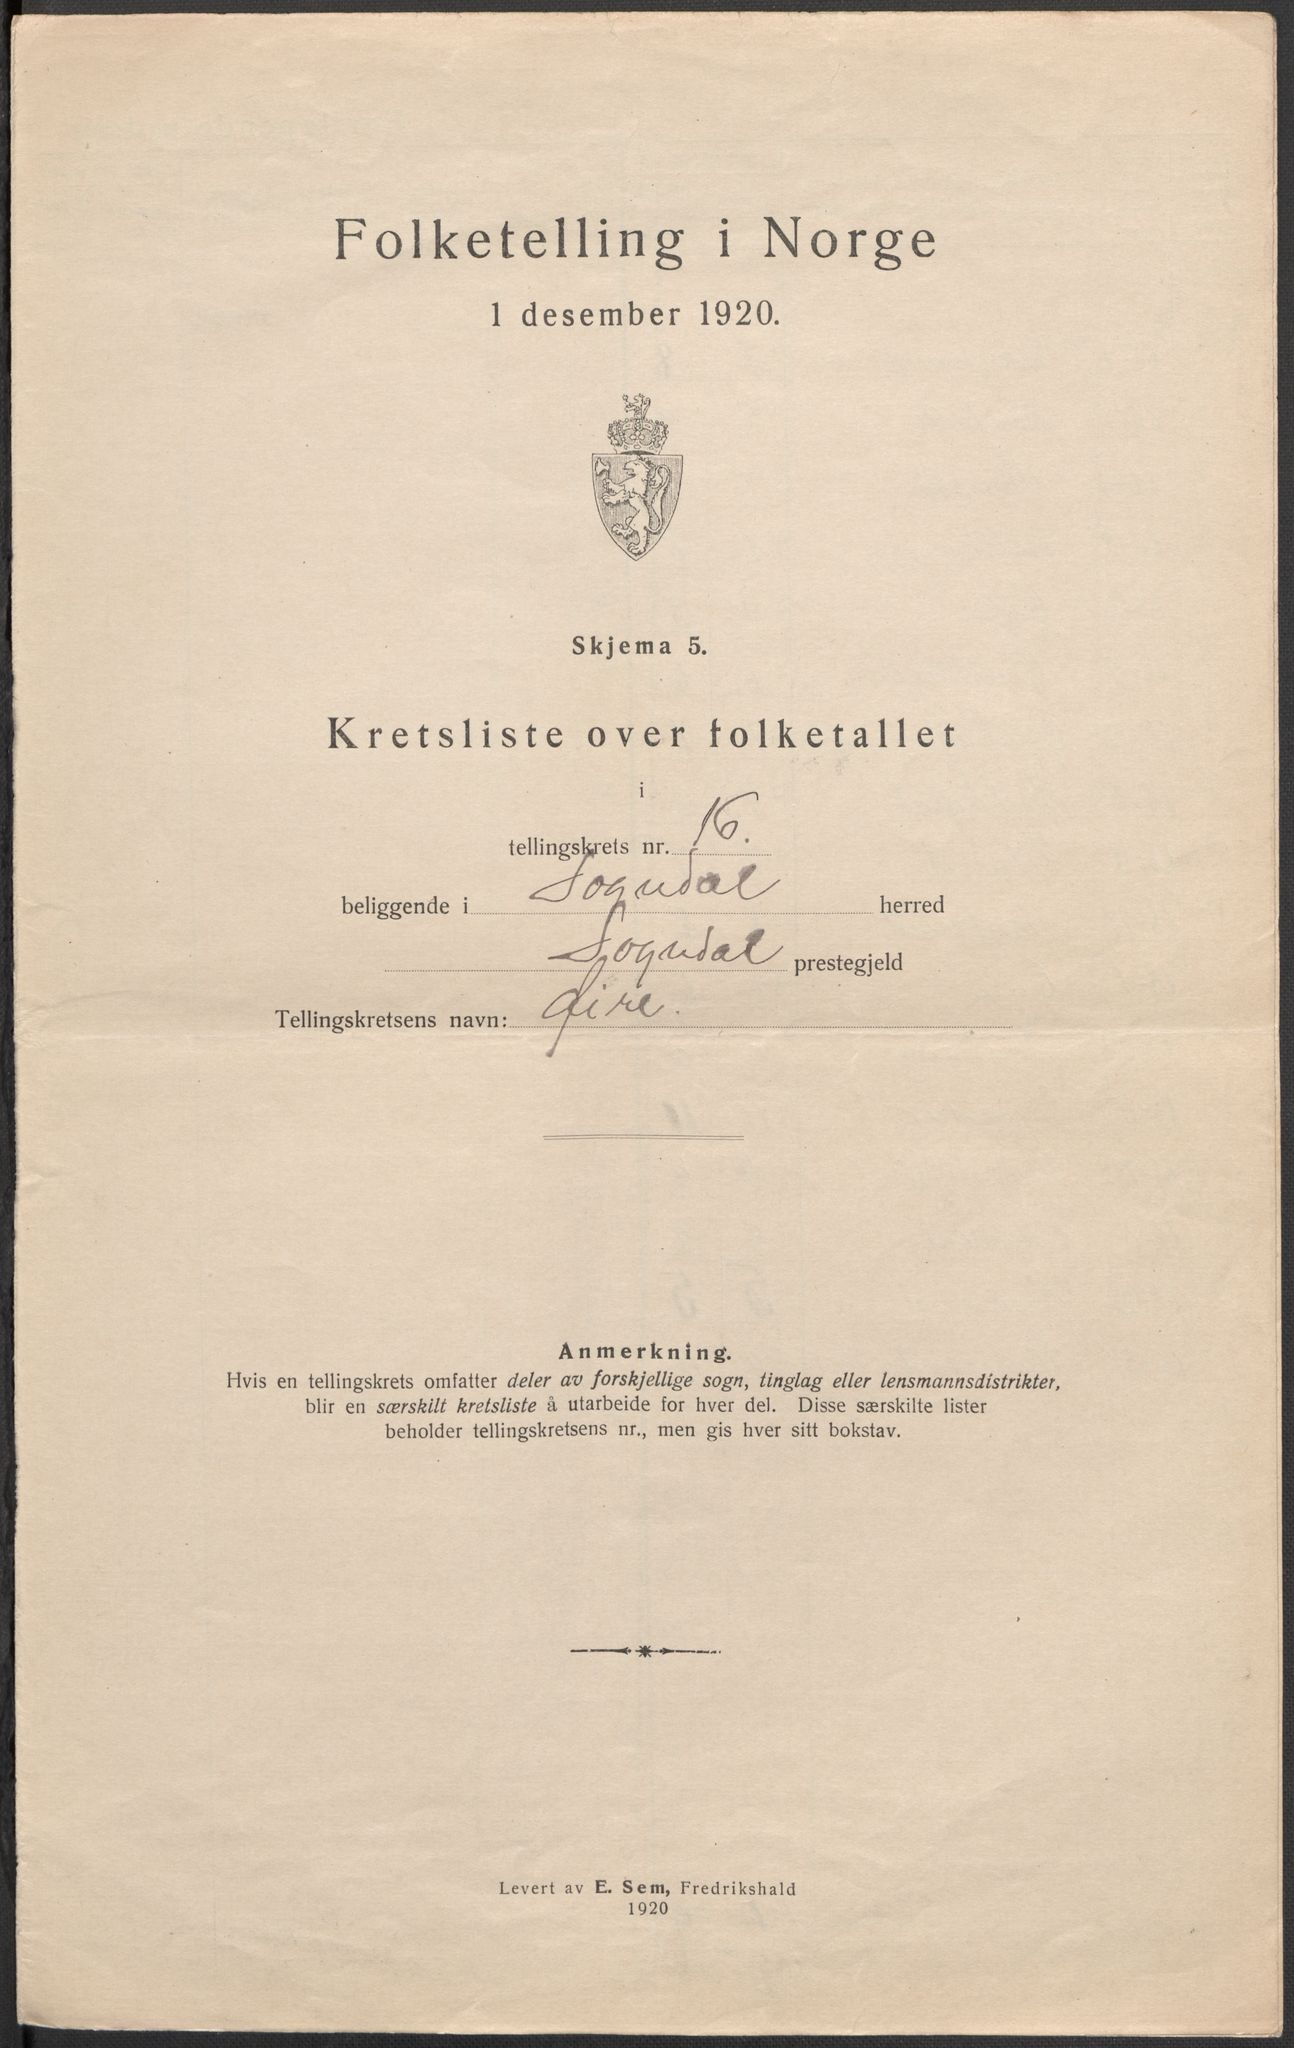 Folketelling i Norge
1 desember 1920.
Skjema 5.
Kretsliste over folketallet
i
tellingskrets nr. 16.
beliggende i Sogndal herred
Sogndal prestegjeld
Tellingskretsens navn:
Anmerkning.
Hvis en tellingskrets omfatter deler av forskjellige sogn, tinglag eller lensmannsdistrikter,
blir en særskilt kretsliste å utarbeide for hver del. Disse særskilte lister
beholder tellingskretsens nr., men gis hver sitt bokstav.
Levert av E. Sem, Fredrikshald
1920